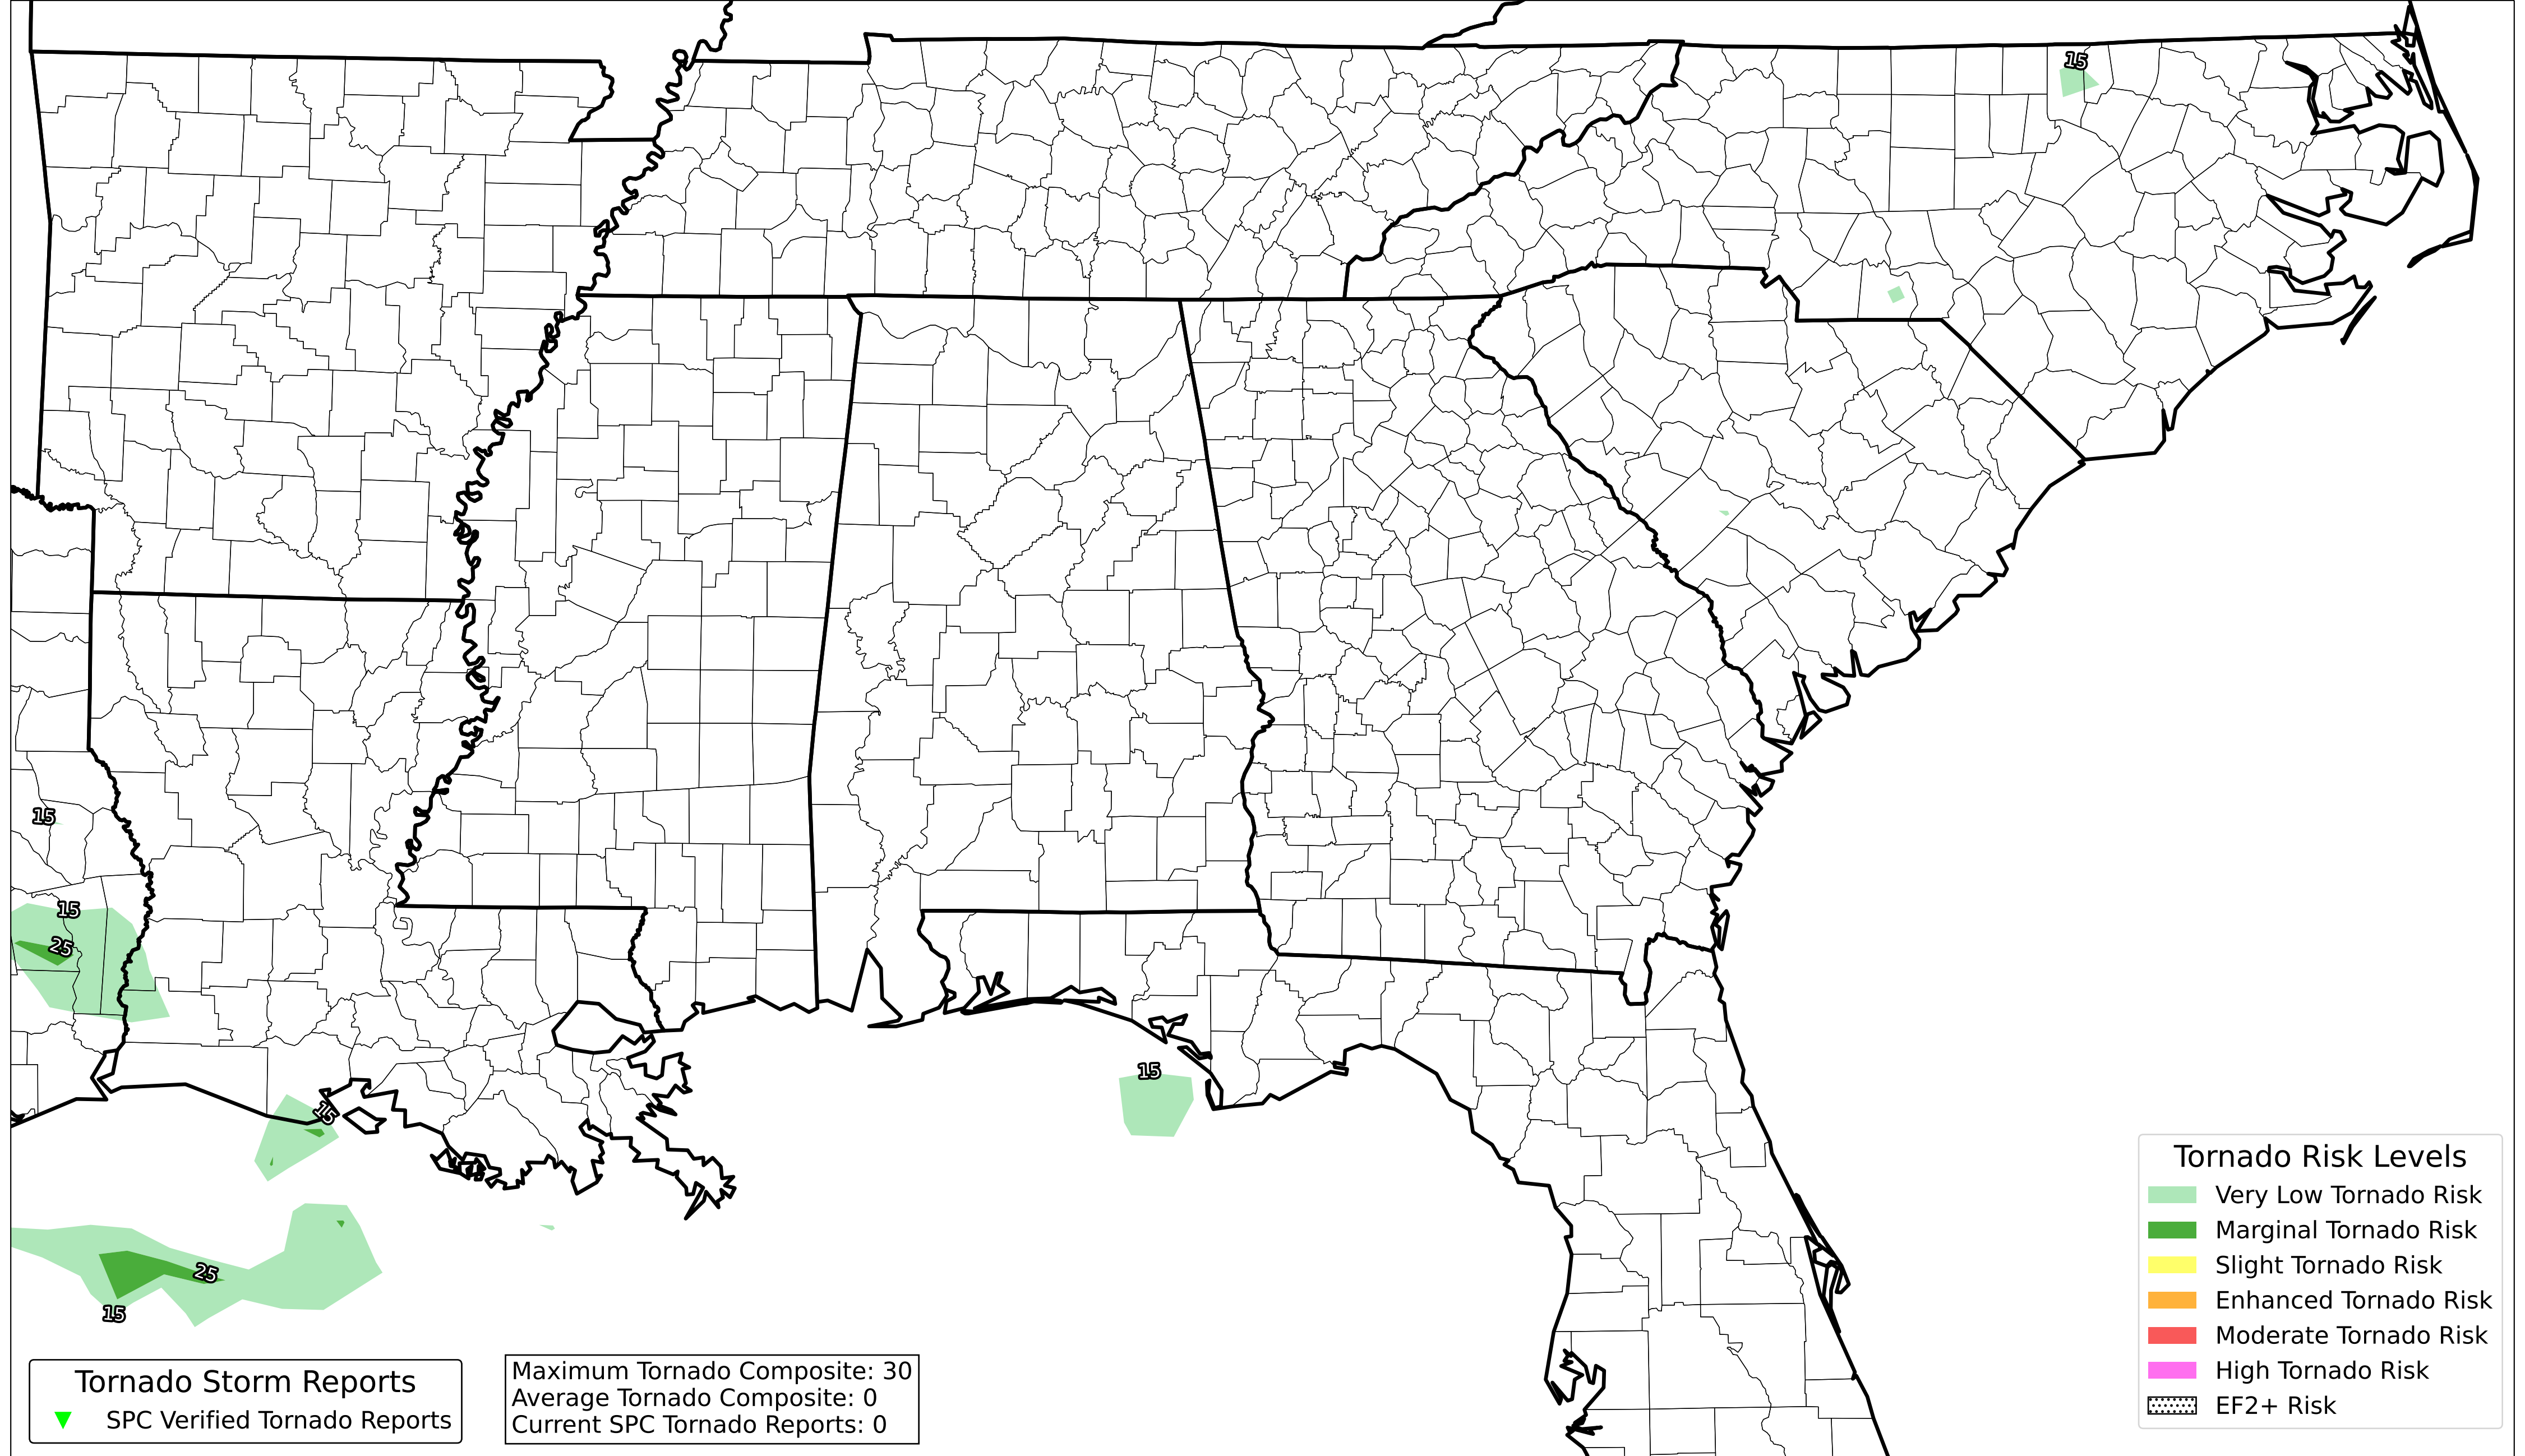 15
15
15
25
15
15
25
15
Tornado Risk Levels
Very Low Tornado Risk
Marginal Tornado Risk
Slight Tornado Risk
Enhanced Tornado Risk
Moderate Tornado Risk
High Tornado Risk
EF2+ Risk
Tornado Storm Reports
SPC Verified Tornado Reports
Maximum Tornado Composite: 30
Average Tornado Composite: 0
Current SPC Tornado Reports: 0